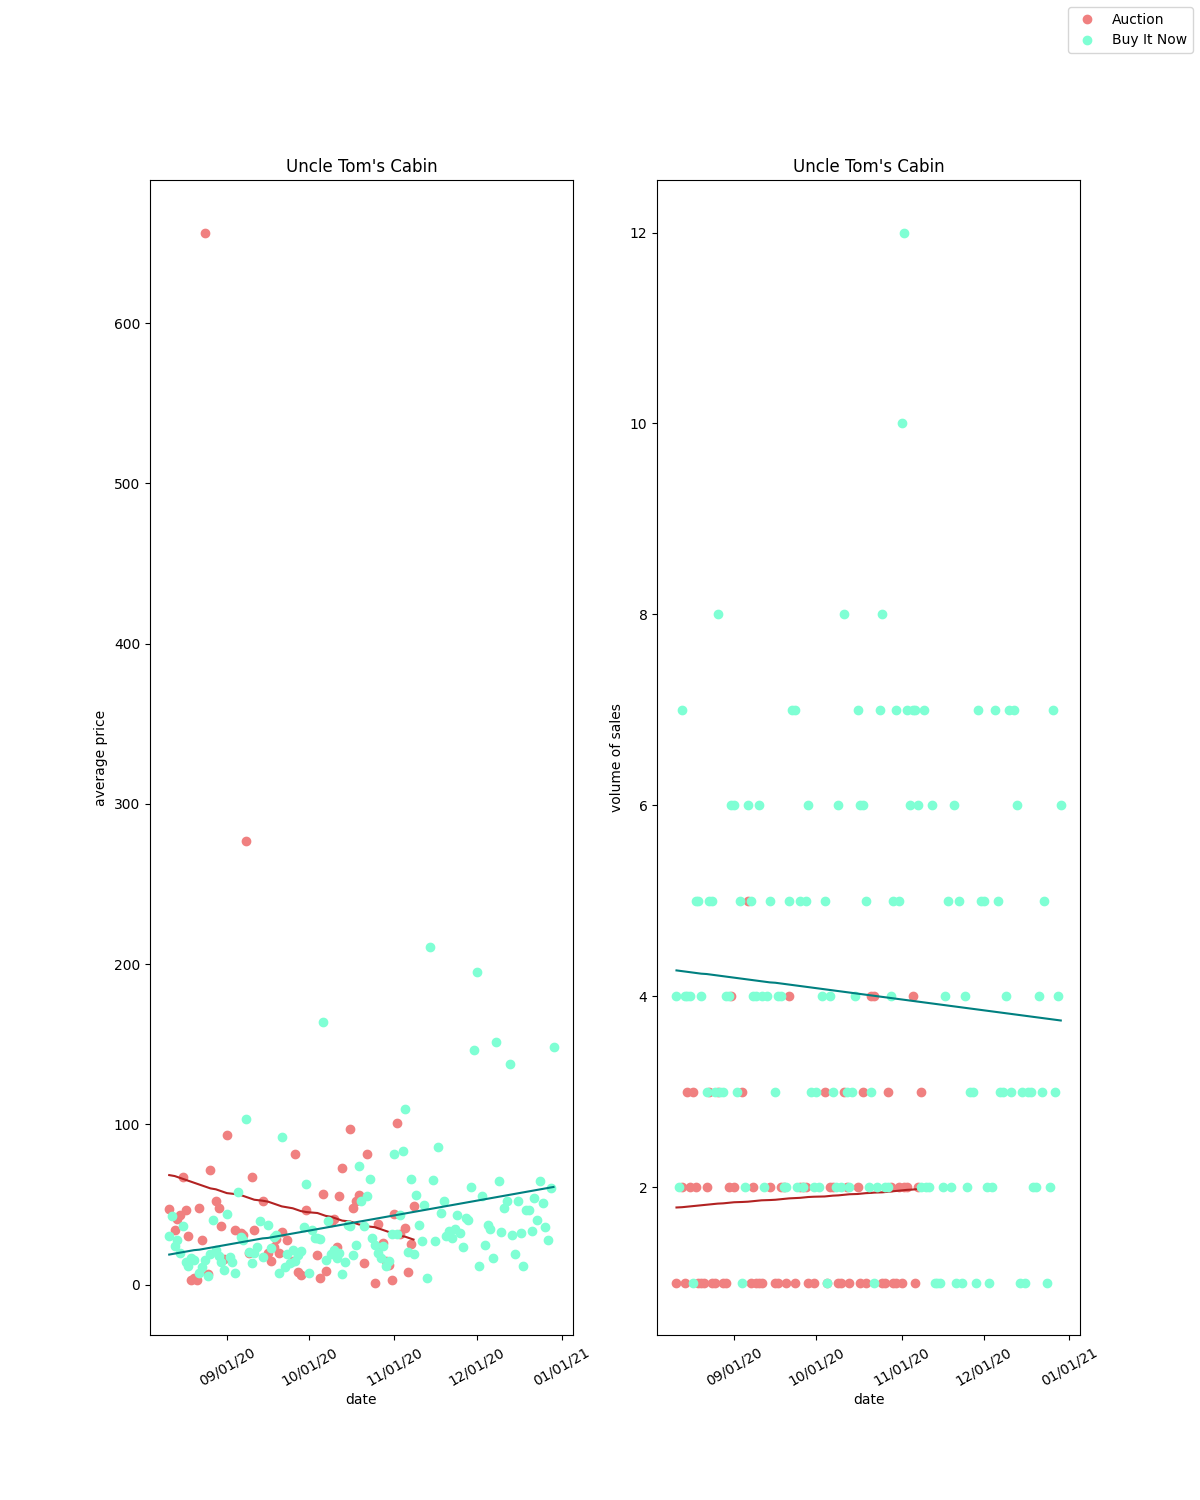 Auction
Buy It Now
Uncle Tom's Cabin
average price
600
500
400
300
200
100
0
09/01/20
10/01/20
11/01/20
12/01/20
01/01/21
date
Uncle Tom's Cabin
volume of sales
12
10
8
6
4
2
09/01/20
10/01/20
11/01/20
12/01/20
01/01/21
date